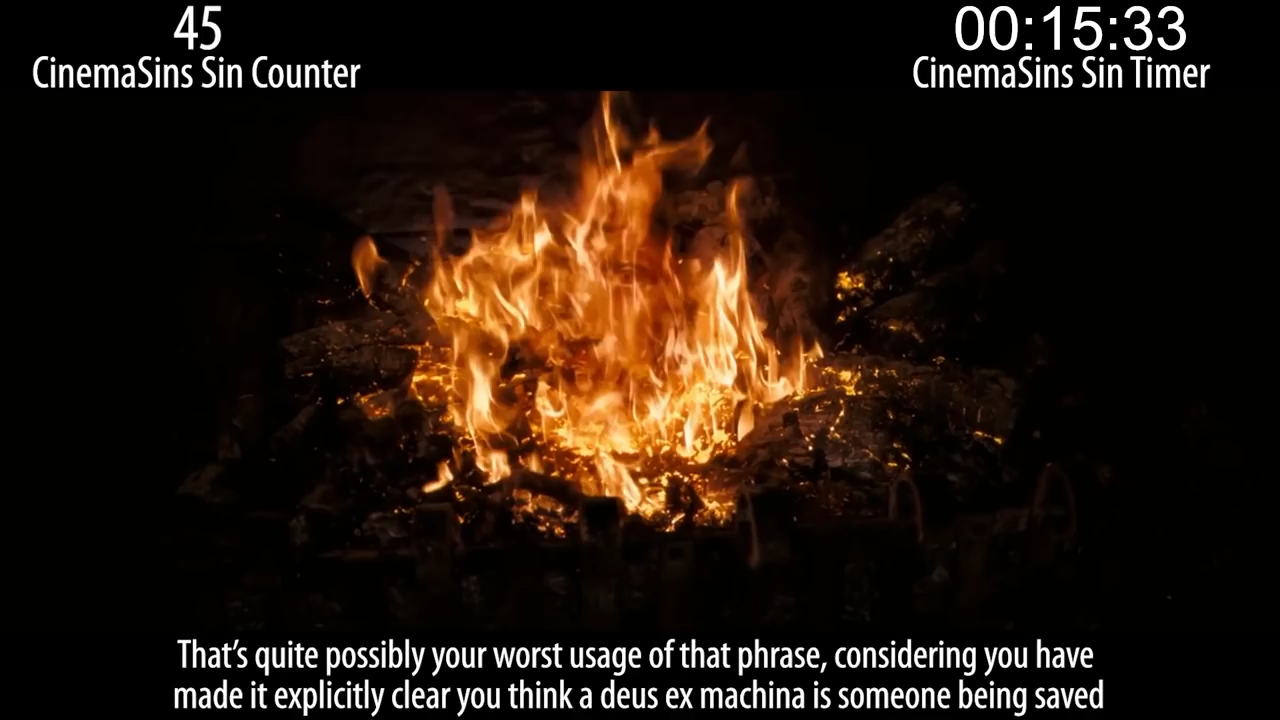 45
CinemaSins Sin Counter
00:15:33
CinemaSins Sin Timer
That's quite possibly your worst usage of that phrase, considering you have
made it explicitly clear you think a deus ex machina is someone being saved